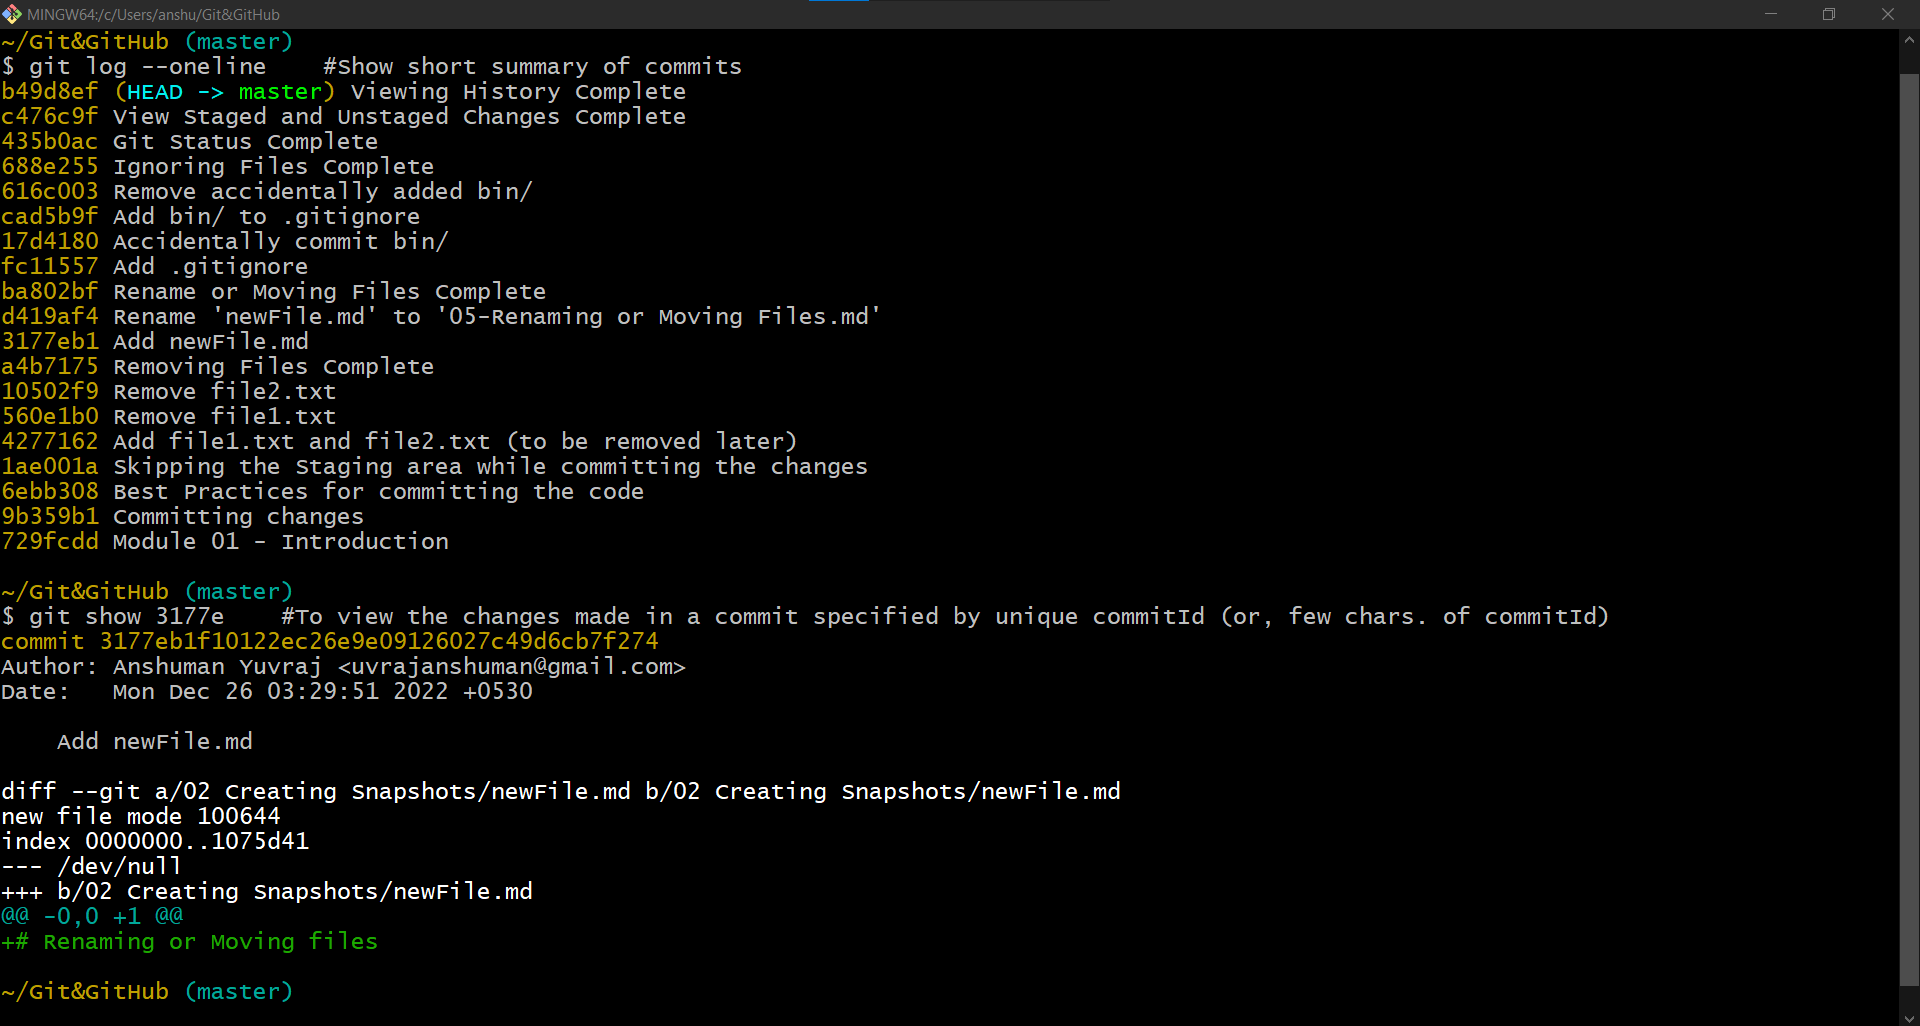 MINGW64:/c/Users/anshu/Git&GitHub
~/Git&GitHub (master)
$ git log --oneline    #Show short summary of commits
b49d8ef (HEAD -> master) Viewing History Complete
c476c9f View Staged and Unstaged Changes Complete
435b0ac Git Status Complete
688e255 Ignoring Files Complete
616c003 Remove accidentally added bin/
cad5b9f Add bin/ to .gitignore
17d4180 Accidentally commit bin/
fc11557 Add .gitignore
ba802bf Rename or Moving Files Complete
d419af4 Rename 'newFile.md' to '05-Renaming or Moving Files.md'
3177eb1 Add newFile.md
a4b7175 Removing Files Complete
10502f9 Remove file2.txt
560e1b0 Remove file1.txt
4277162 Add file1.txt and file2.txt (to be removed later)
1ae001a Skipping the Staging area while committing the changes
6ebb308 Best Practices for committing the code
9b359b1 Committing changes
729fcdd Module 01 - Introduction
~/Git&GitHub (master)
$ git show 3177e    #To view the changes made in a commit specified by unique commitId (or, few chars. of commitId)
commit 3177eb1f10122ec26e9e09126027c49d6cb7f274
Author: Anshuman Yuvraj <uvrajanshuman@gmail.com>
Date:   Mon Dec 26 03:29:51 2022 +0530
    Add newFile.md
diff --git a/02 Creating Snapshots/newFile.md b/02 Creating Snapshots/newFile.md
new file mode 100644
index 0000000..1075d41
--- /dev/null
+++ b/02 Creating Snapshots/newFile.md
@@ -0,0 +1 @@
+# Renaming or Moving files
~/Git&GitHub (master)